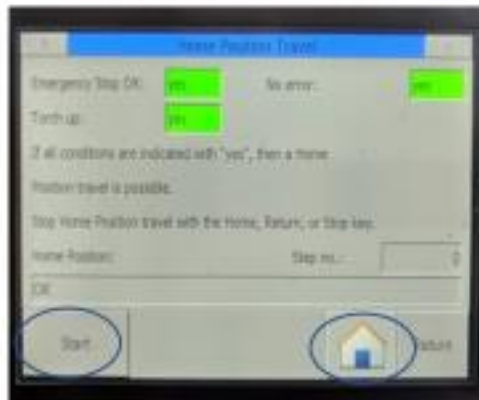 Home Position Travel
Emergency Stop OK: yes No error: yes
Torch up: yes
If all conditions are indicated with "yes", then a Home
Position travel is possible.
Stop Home Position travel with the Home, Return, or Stop key.
Home Position: Step no.: 0
OK
Start Return